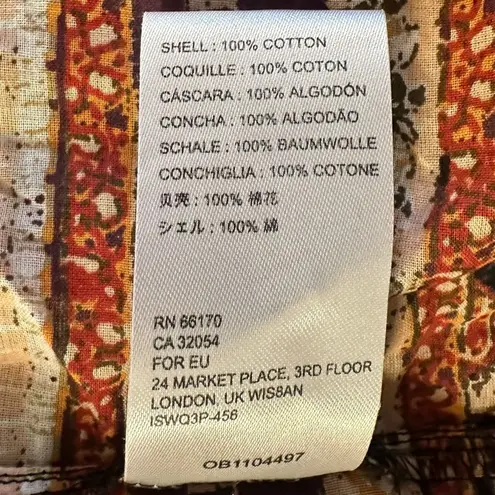 SHELL : 100% COTTON
COQUILLE : 100% COTON
CÁSCARA : 100% ALGODÓN
CONCHA : 100% ALGODÃO
SCHALE : 100% BAUMWOLLE
CONCHIGLIA : 100% COTONE
贝壳 : 100% 棉花
シェル : 100% 綿
RN 66170
CA 32054
FOR EU
24 MARKET PLACE, 3RD FLOOR
LONDON, UK WIS8AN
ISWQ3P-456
OB1104497